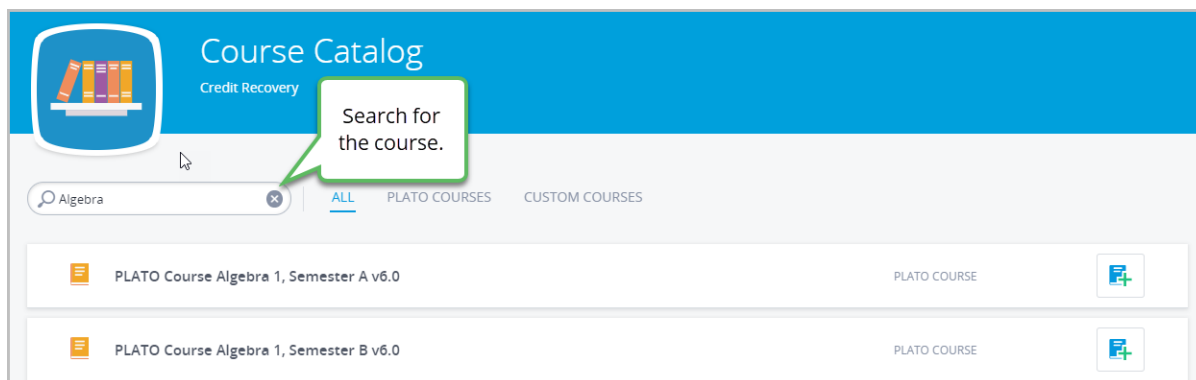 Course Catalog
Credit Recovery
Search for
the course.
Algebra
ALL PLATO COURSES CUSTOM COURSES
PLATO Course Algebra 1, Semester A v6.0 PLATO COURSE
PLATO Course Algebra 1, Semester B v6.0 PLATO COURSE